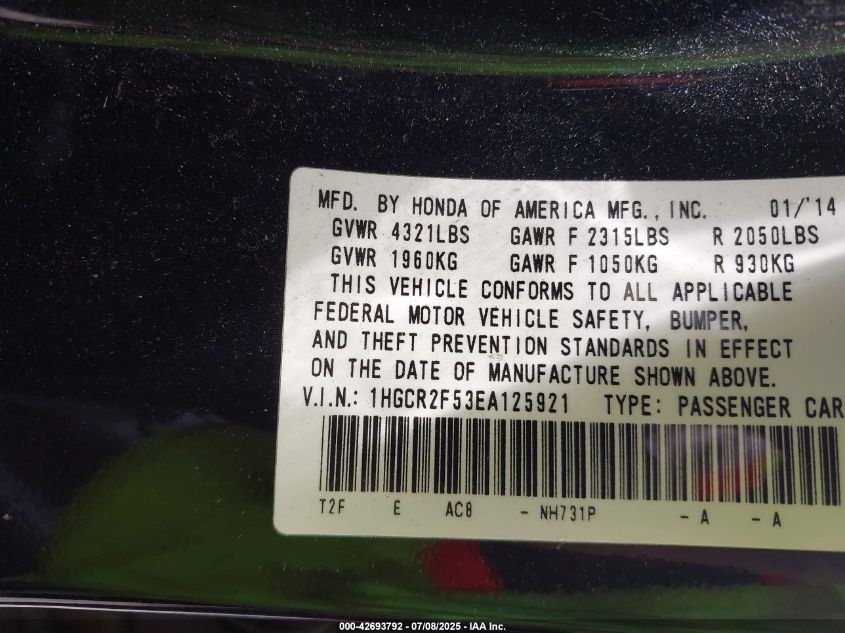 MFD. BY HONDA OF AMERICA MFG., INC. 01/'14
GVWR 4321LBS GAWR F 2315LBS R 2050LBS
GVWR 1960KG GAWR F 1050KG R 930KG
THIS VEHICLE CONFORMS TO ALL APPLICABLE
FEDERAL MOTOR VEHICLE SAFETY, BUMPER,
AND THEFT PREVENTION STANDARDS IN EFFECT
ON THE DATE OF MANUFACTURE SHOWN ABOVE.
V.I.N.: 1HGCR2F53EA125921 TYPE: PASSENGER CAR
T2F E AC8 - NH731P - A - A
000-42693792 - 07/08/2025 - IAA Inc.